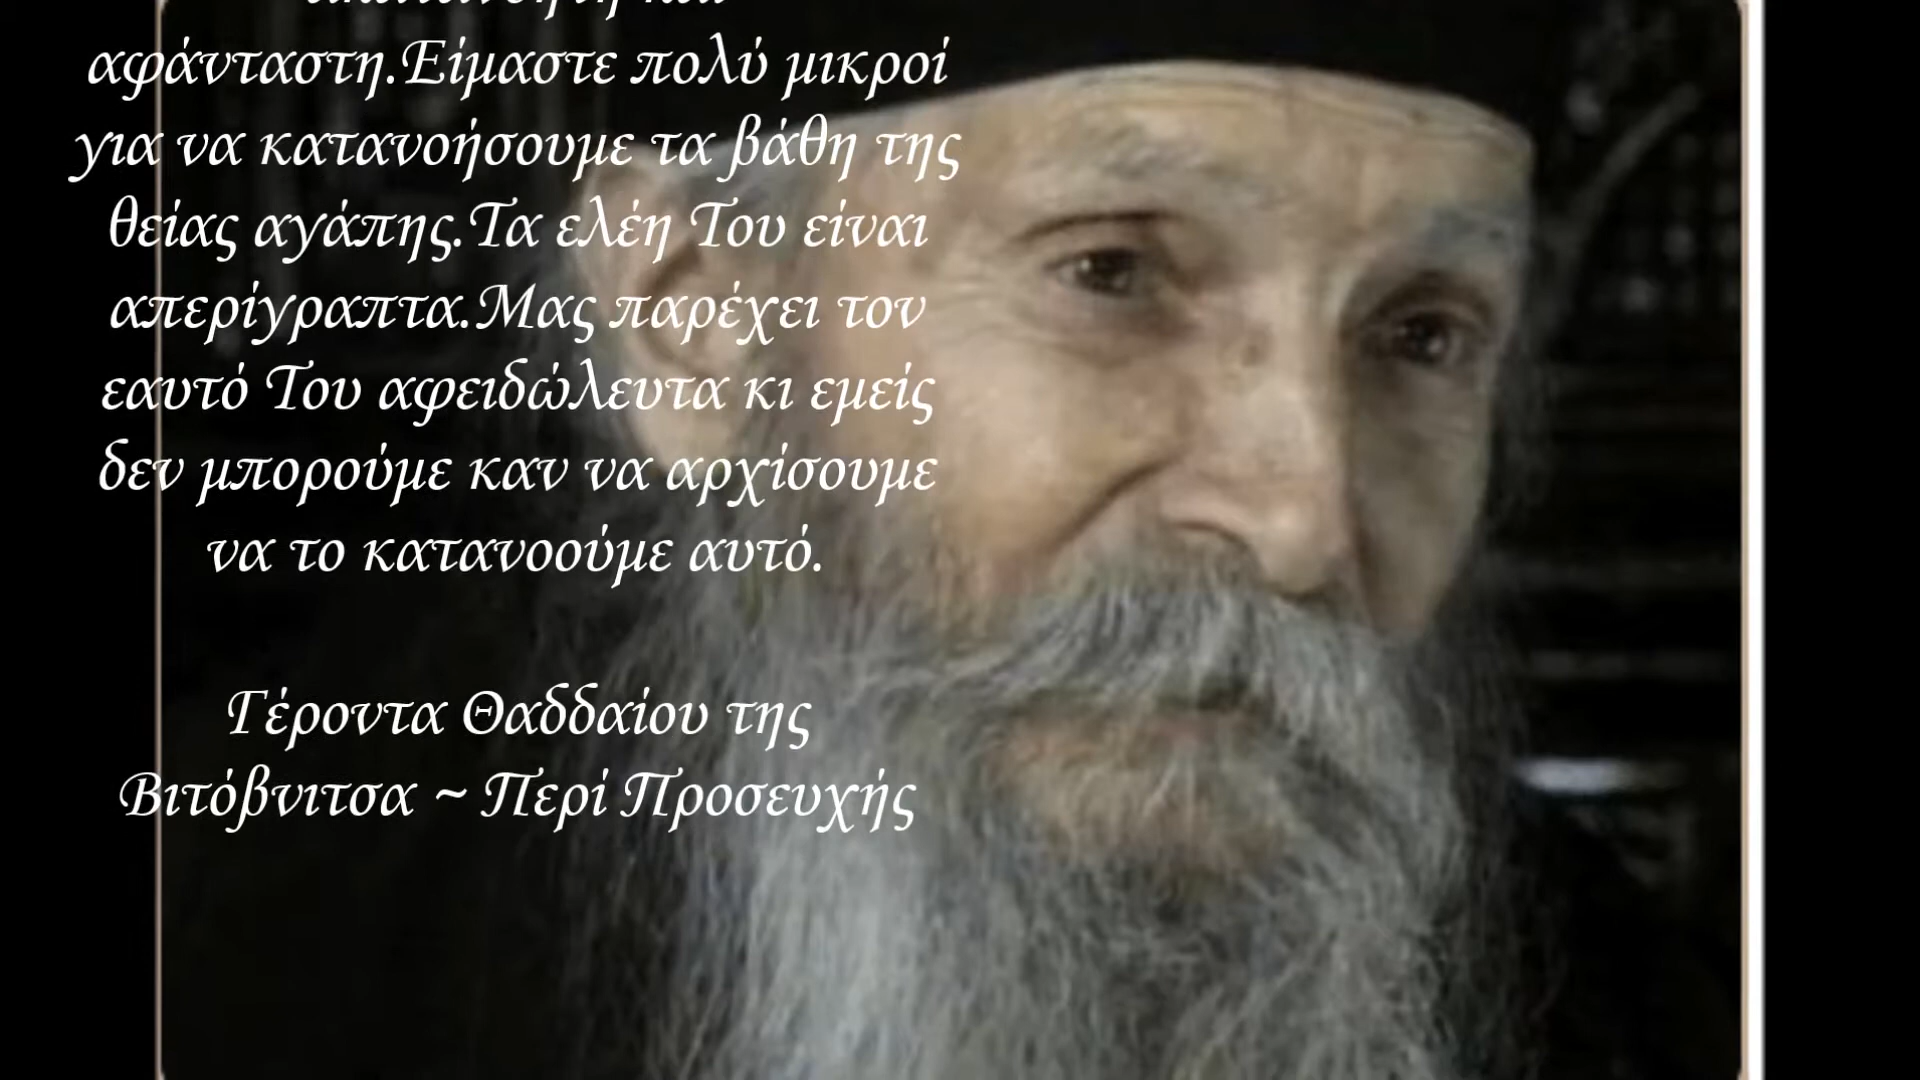 αφάνταστη.Είμαστε πολύ μικροί
για να κατανοήσουμε τα βάθη της
θείας αγάπης.Τα ελέη Του είναι
απερίγραπτα.Μας παρέχει τον
εαυτό Του αφειδώλευτα κι εμείς
δεν μπορούμε καν να αρχίσουμε
να το κατανοούμε αυτό.
Γέροντα Θαδδαίου της
Βιτόβνιτσα ~ Περί Προσευχής